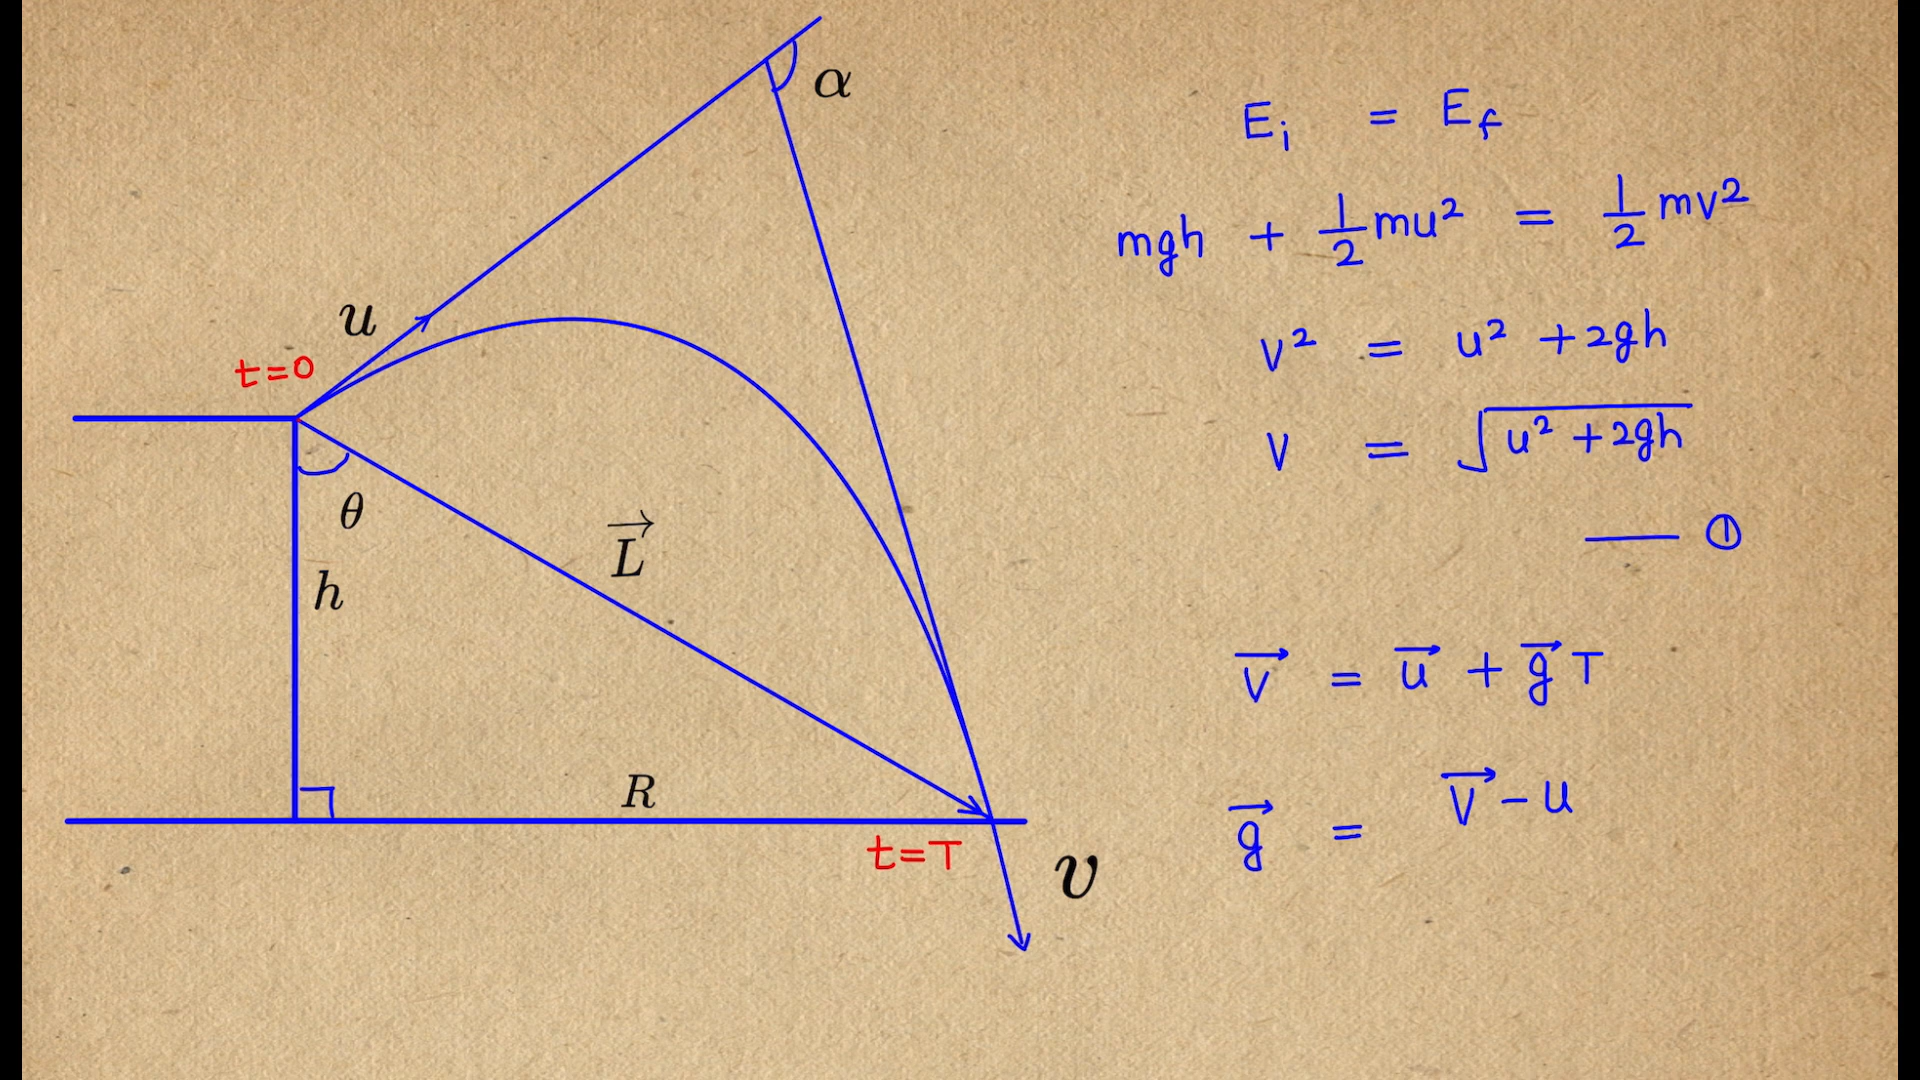 α
E_i = E_f
mgh + 1/2 mu² = 1/2 mv²
u
t=0
v² = u² + 2gh
v = √(u² + 2gh)
θ
L⃗
h
—— ①
v⃗ = u⃗ + g⃗ T
R
g⃗ = v⃗ - u
t=T
v